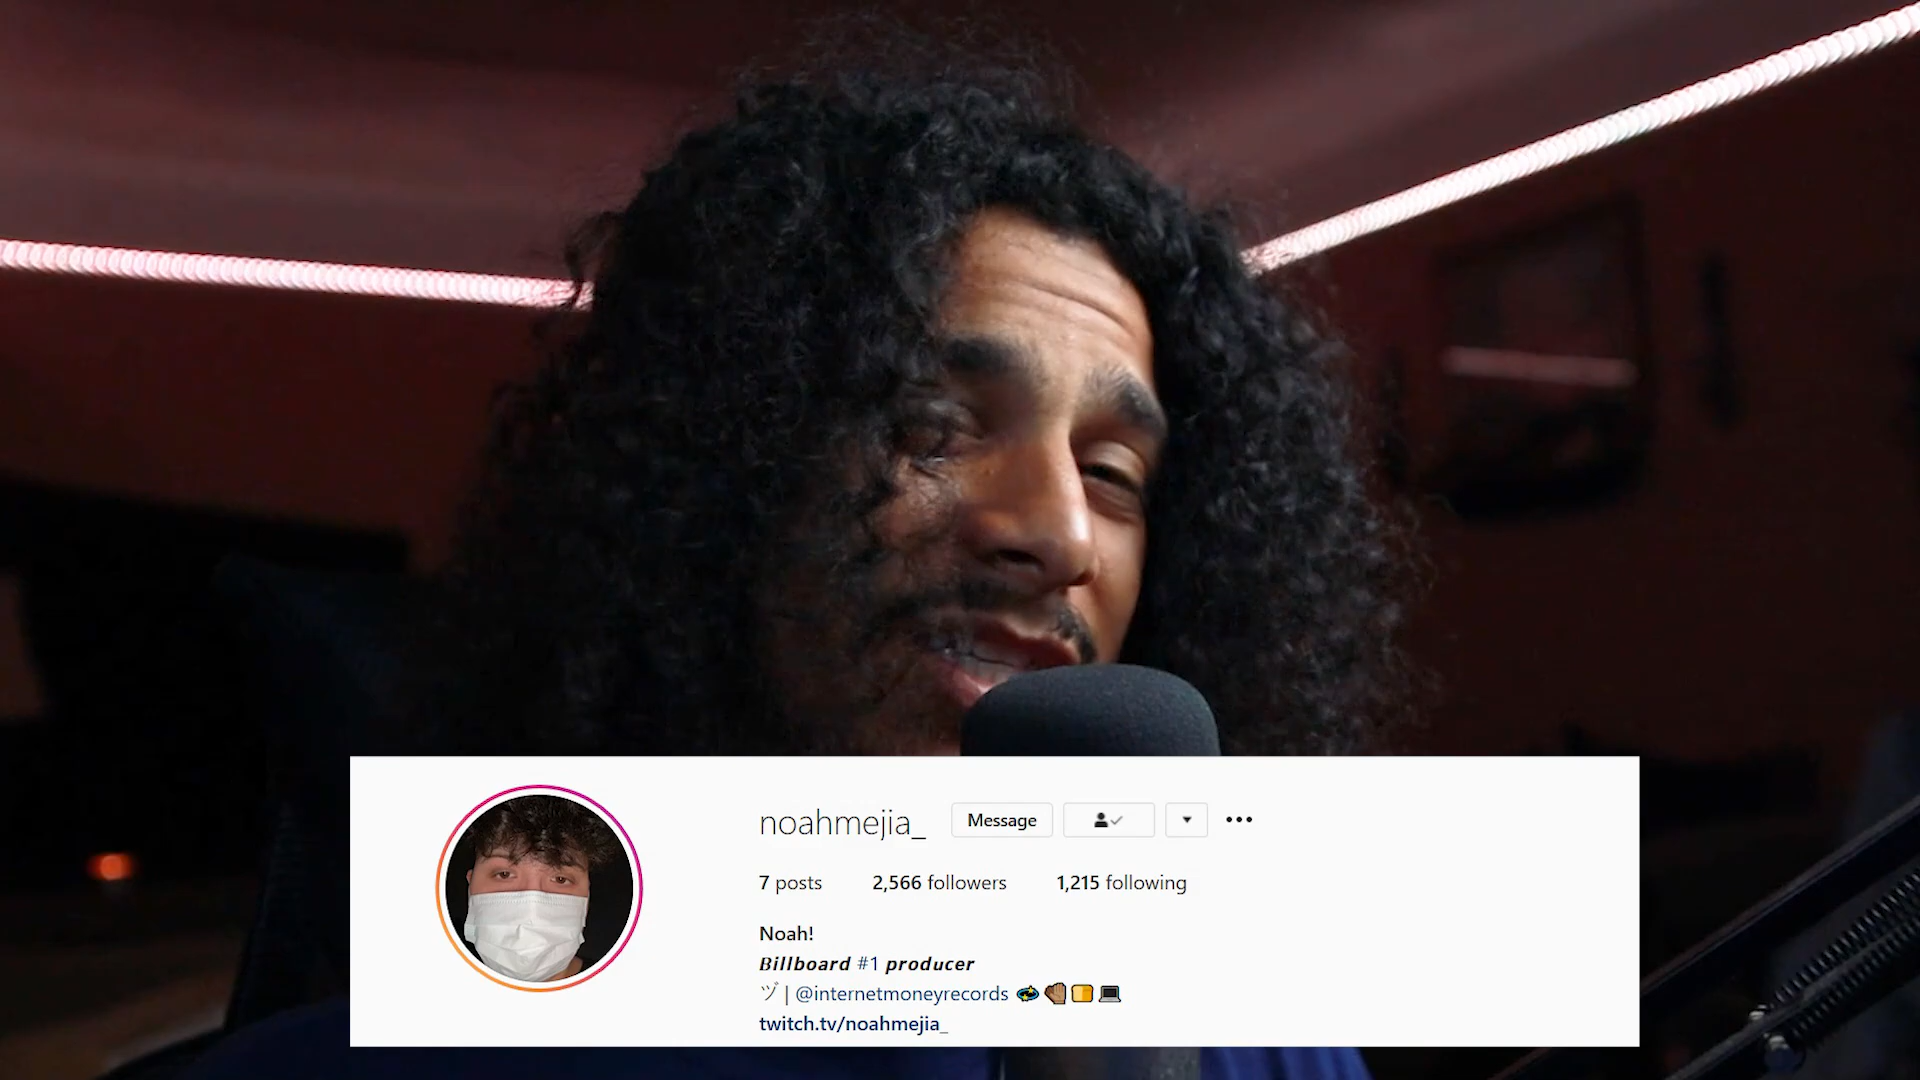 noahmejia_ Message
7 posts 2,566 followers 1,215 following
Noah!
Billboard #1 producer
ツ | @internetmoneyrecords
twitch.tv/noahmejia_